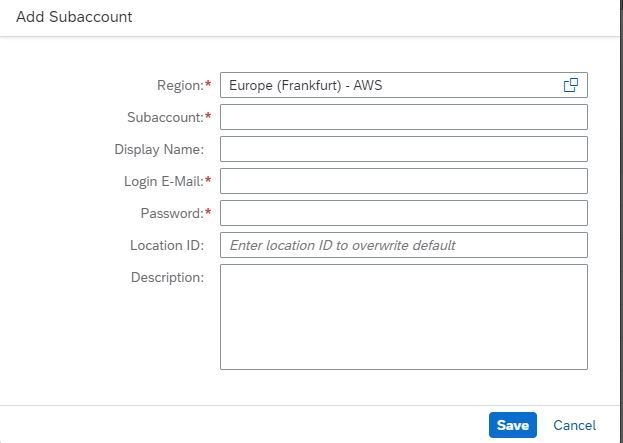 Add Subaccount
Region:* Europe (Frankfurt) - AWS
Subaccount:*
Display Name:
Login E-Mail:*
Password:*
Location ID: Enter location ID to overwrite default
Description:
Save Cancel